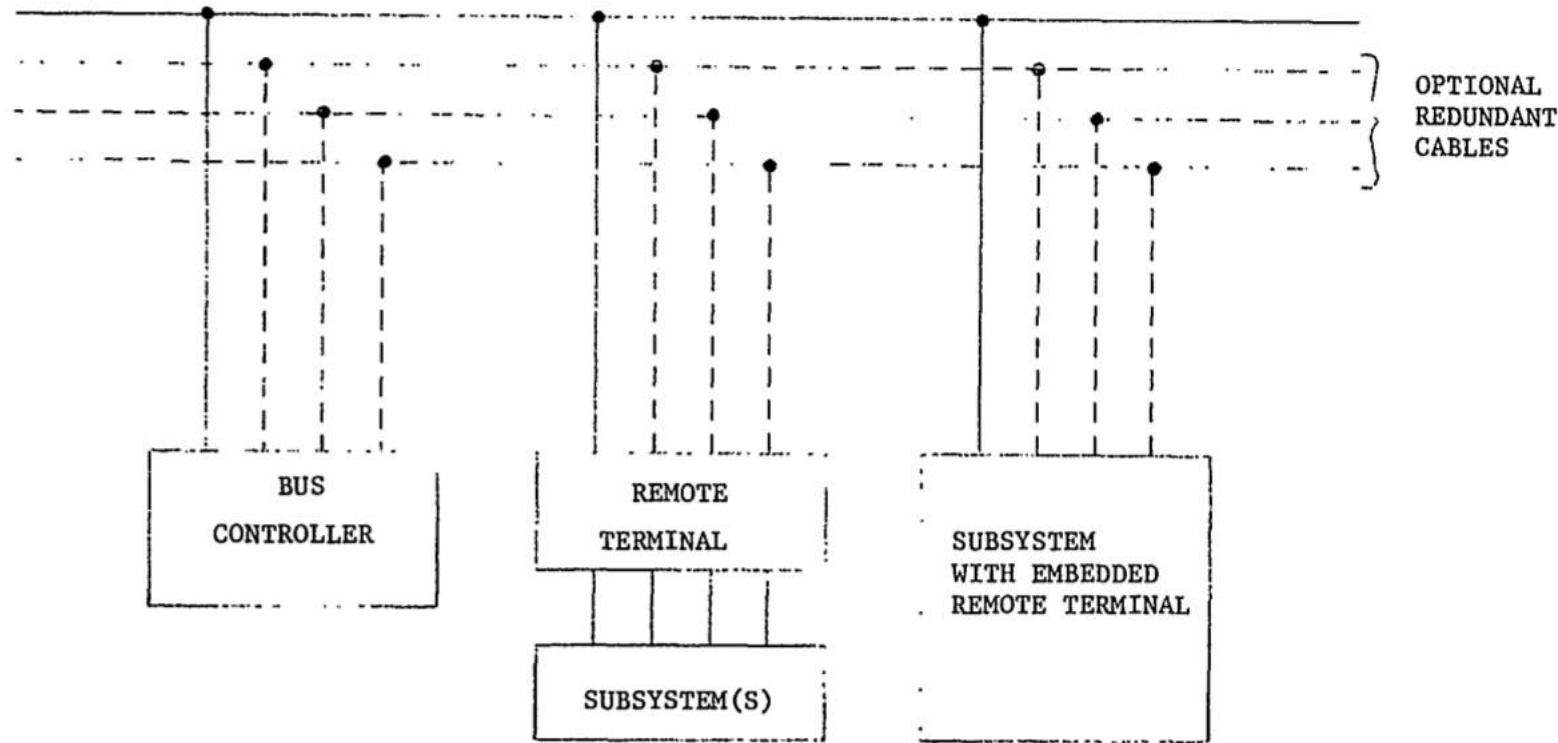 OPTIONAL
REDUNDANT
CABLES
BUS
CONTROLLER
REMOTE
TERMINAL
SUBSYSTEM(S)
SUBSYSTEM
WITH EMBEDDED
REMOTE TERMINAL